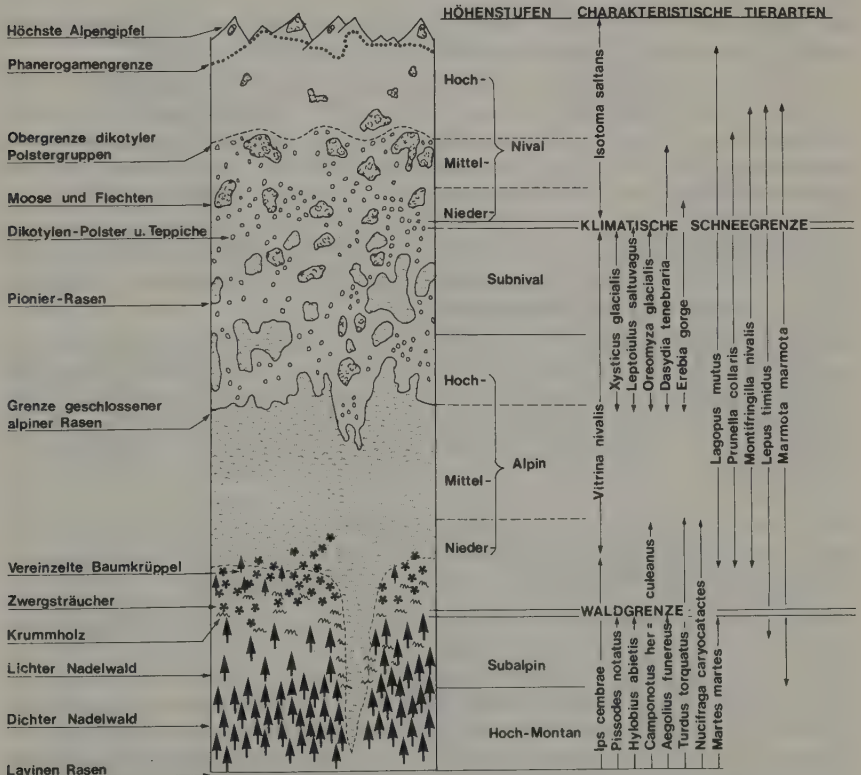 HÖHENSTUFEN
CHARAKTERISTISCHE TIERARTEN
Höchste Alpengipfel
Phanerogamengrenze
Obergrenze dikotyler
Polstergruppen
Moose und Flechten
Dikotylen-Polster u. Teppiche
Pionier-Rasen
Grenze geschlossener
alpiner Rasen
Vereinzelte Baumkrüppel
Zwergsträucher
Krummholz
Lichter Nadelwald
Dichter Nadelwald
Lavinen Rasen
Hoch-
Nival
Mittel-
Nieder-
KLIMATISCHE SCHNEEGRENZE
Subnival
Hoch-
Alpin
Mittel-
Nieder-
WALDGRENZE
Subalpin
Hoch-Montan
Isotoma saltans
Vitrina nivalis
Xysticus glacialis
Leptoiulus saltuvagus
Oreomyza glacialis
Dasydia tenebraria
Erebia gorge
Lagopus mutus
Prunella collaris
Montifringilla nivalis
Lepus timidus
Marmota marmota
Ips cembrae
Pissodes notatus
Hylobius abietis
Camponotus her= culeanus
Aegolius funereus
Turdus torquatus
Nucifraga caryocatactes
Martes martes